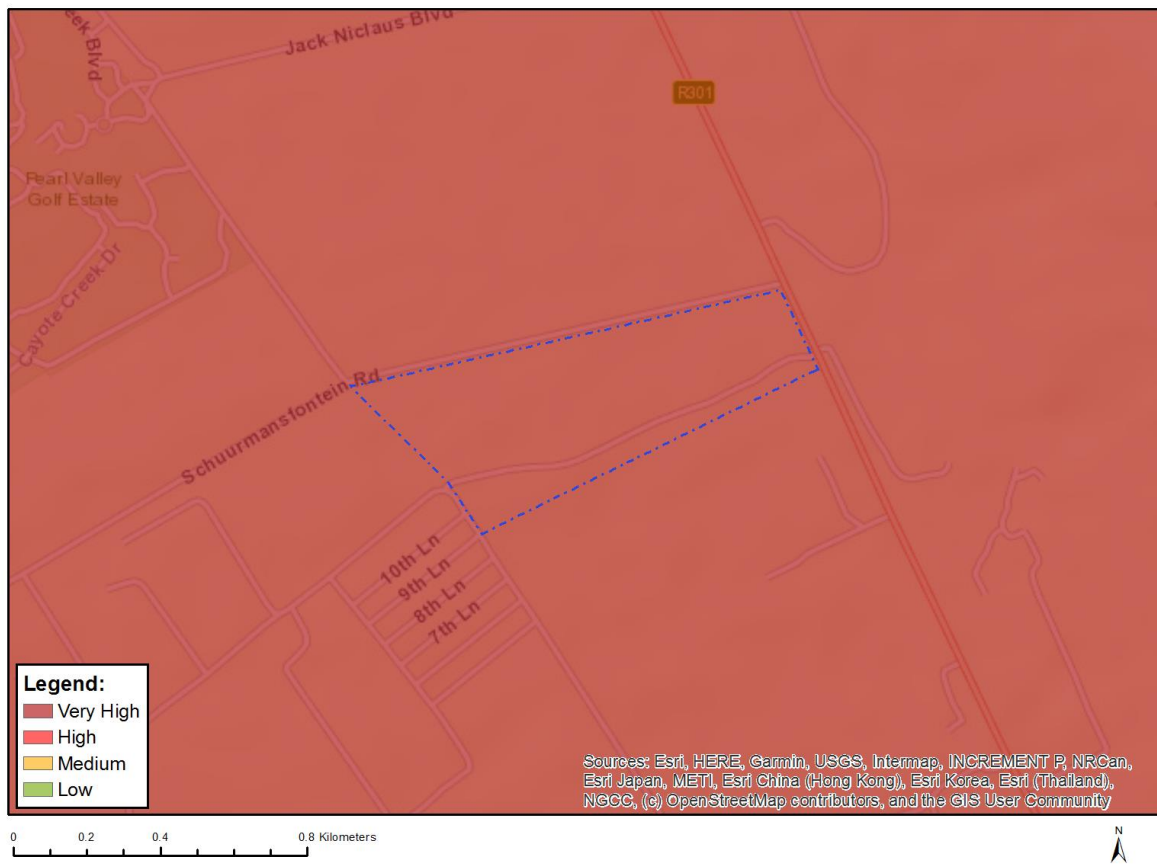 eek Blvd
Jack Niclaus Blvd
R301
Pearl Valley
Golf Estate
Cayote Creek Dr
Schuurmansfontein Rd
10th Ln
9th Ln
8th Ln
7th Ln
Legend:
Very High
High
Medium
Low
Sources: Esri, HERE, Garmin, USGS, Intermap, INCREMENT P, NRCan,
Esri Japan, METI, Esri China (Hong Kong), Esri Korea, Esri (Thailand),
NGCC, (c) OpenStreetMap contributors, and the GIS User Community
0 0.2 0.4 0.8 Kilometers
N